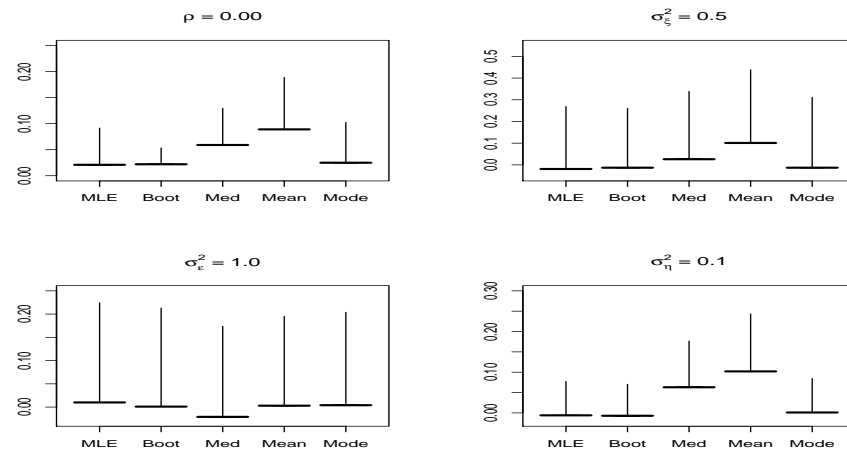 ρ = 0.00
0.20
0.10
0.00
MLE Boot Med Mean Mode
σ²_ξ = 0.5
0.5
0.4
0.3
0.2
0.1
0.0
MLE Boot Med Mean Mode
σ²_ε = 1.0
0.20
0.10
0.00
MLE Boot Med Mean Mode
σ²_η = 0.1
0.30
0.20
0.10
0.00
MLE Boot Med Mean Mode